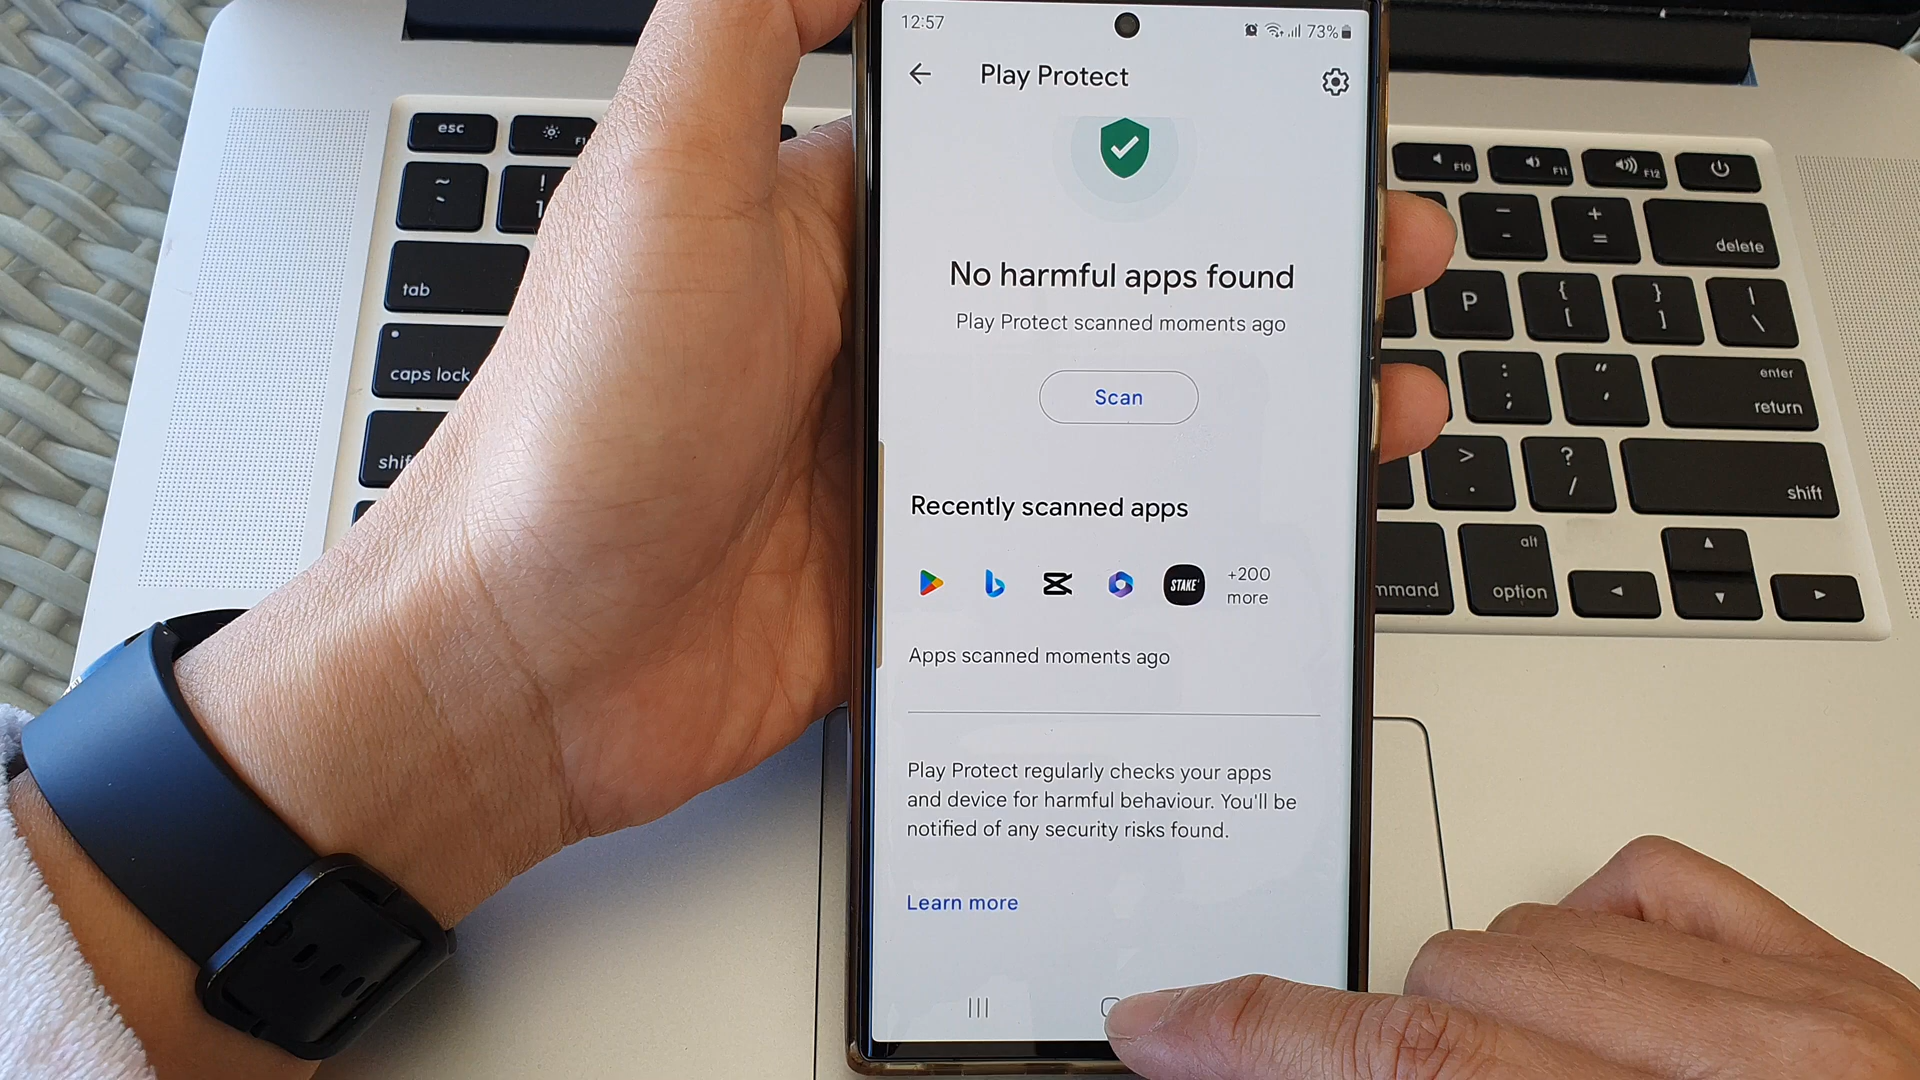 12:57
73%
Play Protect
No harmful apps found
Play Protect scanned moments ago
Scan
Recently scanned apps
STAKE
+200
more
Apps scanned moments ago
Play Protect regularly checks your apps
and device for harmful behaviour. You'll be
notified of any security risks found.
Learn more
esc
F1
~
!
1
tab
caps lock
shif
F10
F11
F12
- + delete
- =
P { } |
[ ] \
: " enter
; ' return
> ? shift
. /
alt
mmand option